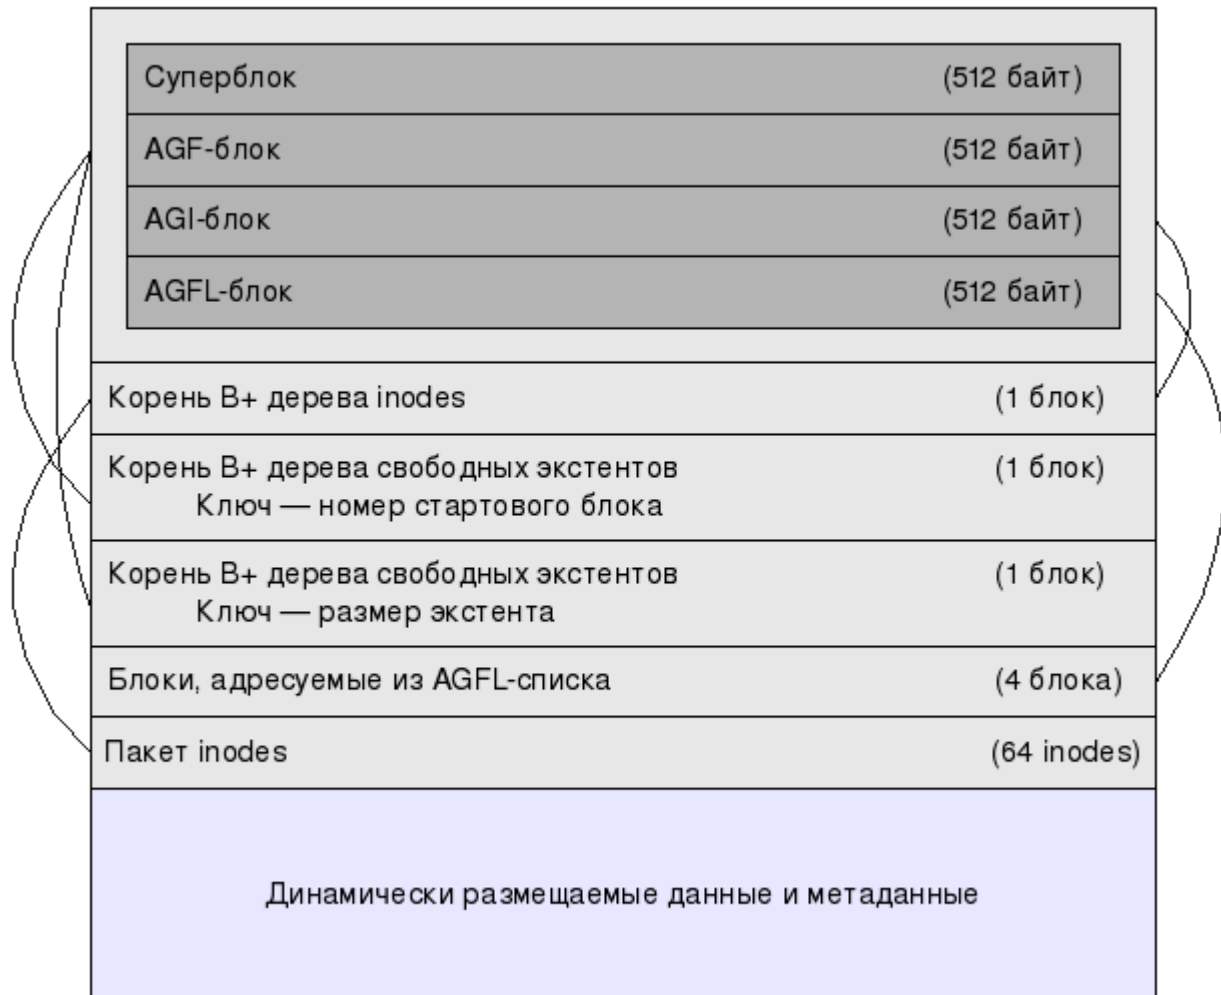 Суперблок (512 байт)
AGF-блок (512 байт)
AGI-блок (512 байт)
AGFL-блок (512 байт)
Корень B+ дерева inodes (1 блок)
Корень B+ дерева свободных экстентов (1 блок)
Ключ — номер стартового блока
Корень B+ дерева свободных экстентов (1 блок)
Ключ — размер экстента
Блоки, адресуемые из AGFL-списка (4 блока)
Пакет inodes (64 inodes)
Динамически размещаемые данные и метаданные